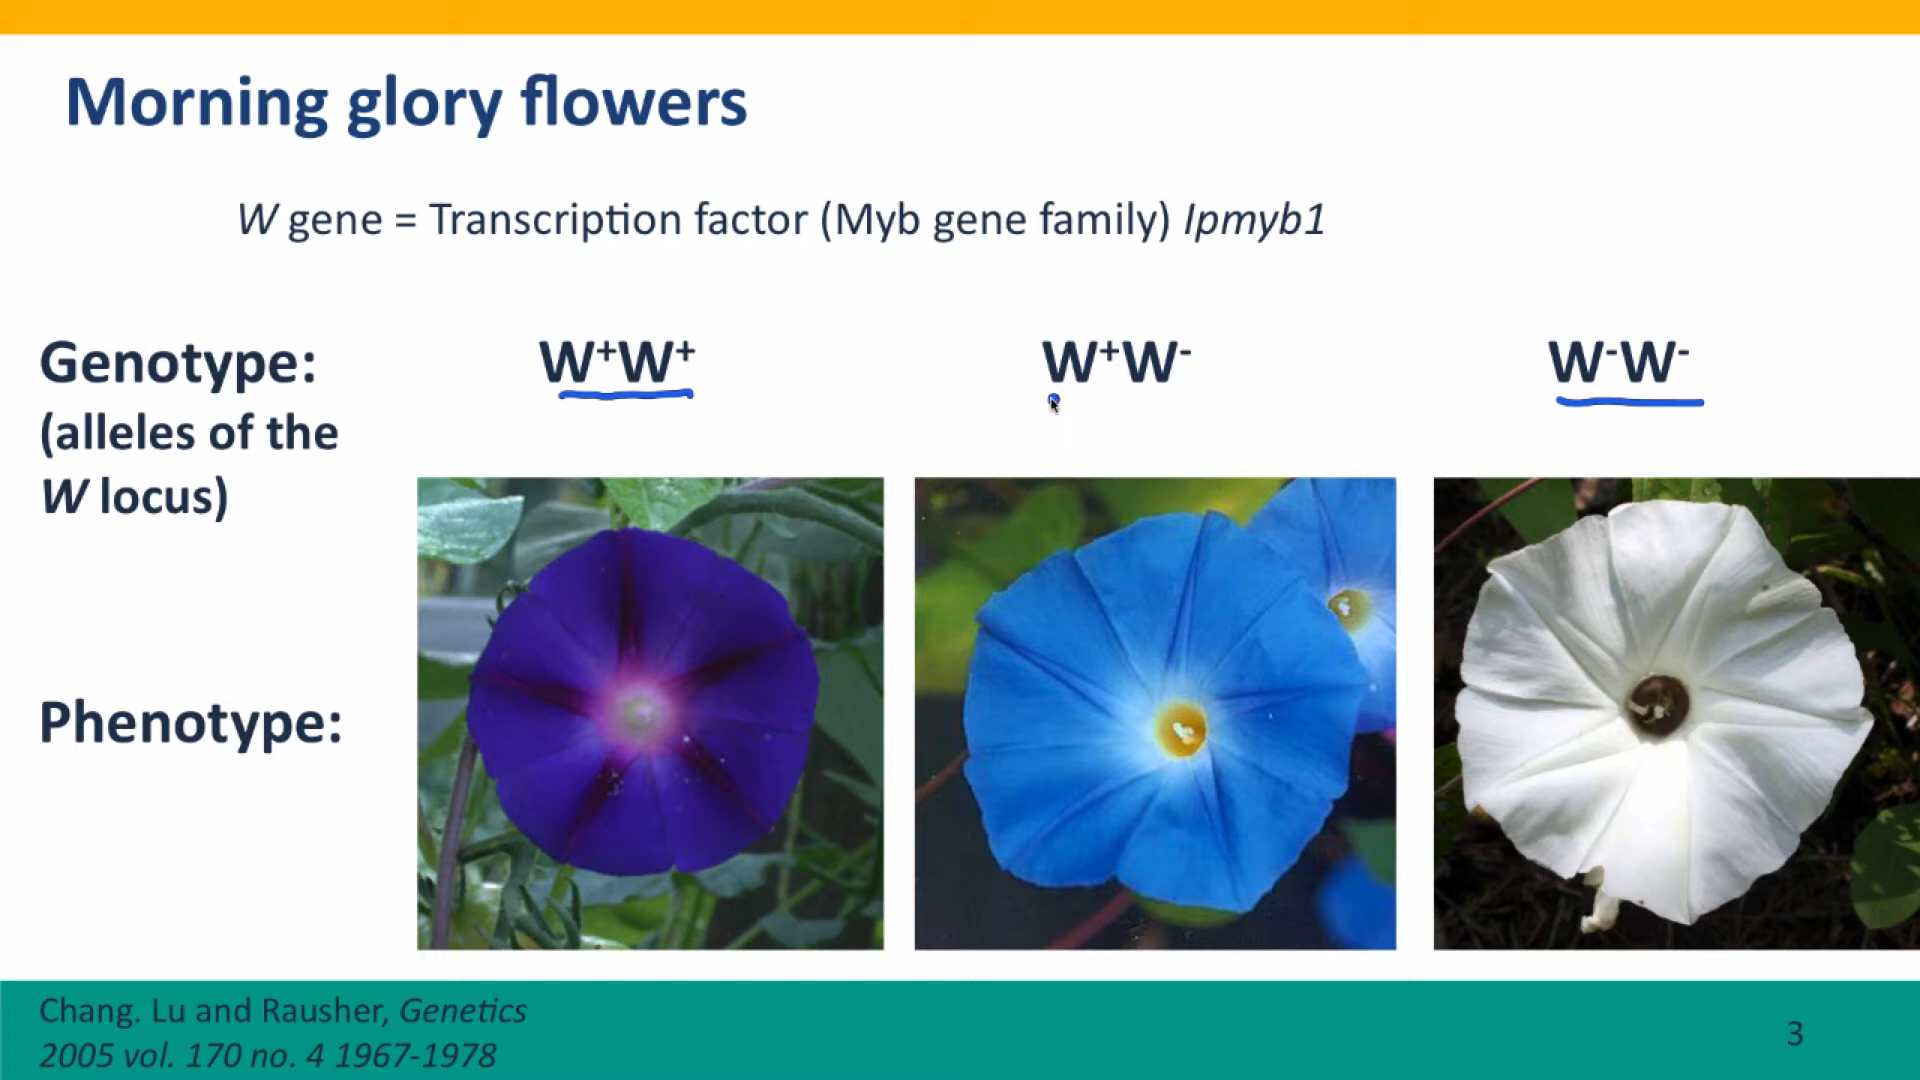 Morning glory flowers
W gene = Transcription factor (Myb gene family) Ipmyb1
Genotype:
(alleles of the
W locus)
W⁺W⁺
W⁺W⁻
W⁻W⁻
Phenotype:
Chang. Lu and Rausher, Genetics
2005 vol. 170 no. 4 1967-1978
3